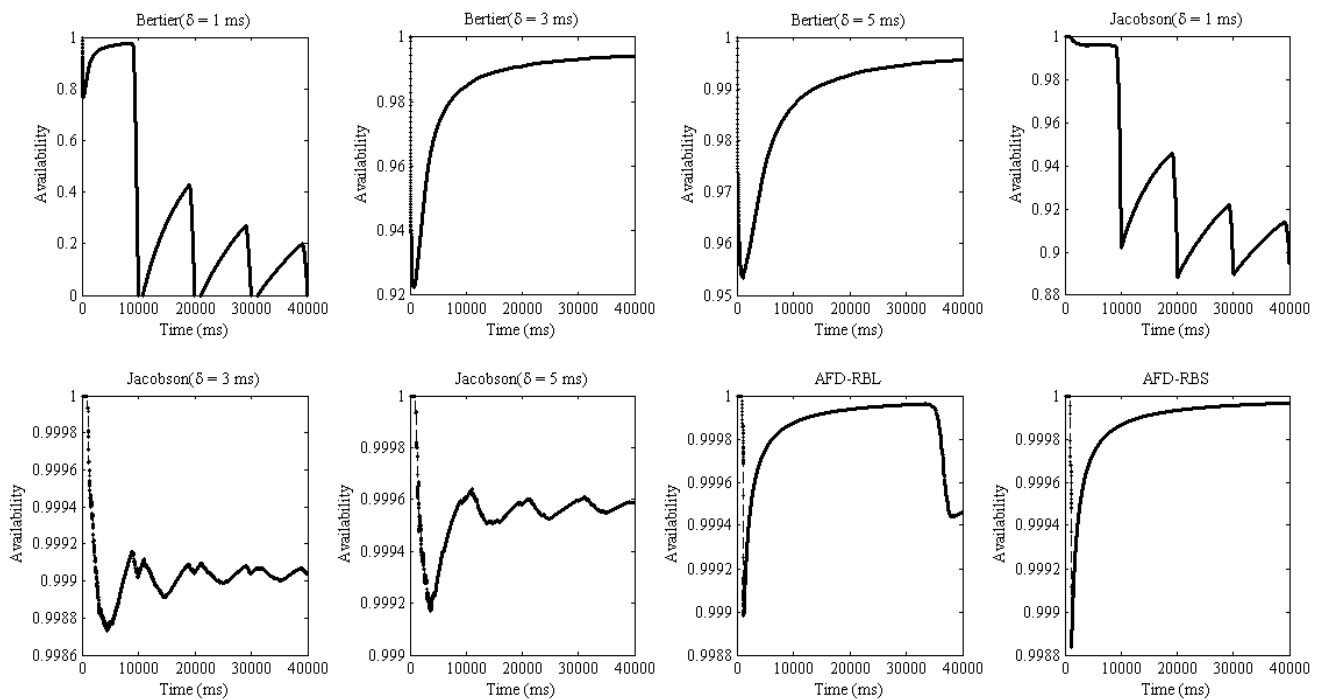 Bertier(δ = 1 ms)
1
0.8
0.6
0.4
0.2
0
Availability
0 10000 20000 30000 40000
Time (ms)
Bertier(δ = 3 ms)
1
0.98
0.96
0.94
0.92
Availability
0 10000 20000 30000 40000
Time (ms)
Bertier(δ = 5 ms)
1
0.99
0.98
0.97
0.96
0.95
Availability
0 10000 20000 30000 40000
Time (ms)
Jacobson(δ = 1 ms)
1
0.98
0.96
0.94
0.92
0.9
0.88
Availability
0 10000 20000 30000 40000
Time (ms)
Jacobson(δ = 3 ms)
1
0.9998
0.9996
0.9994
0.9992
0.999
0.9988
0.9986
Availability
0 10000 20000 30000 40000
Time (ms)
Jacobson(δ = 5 ms)
1
0.9998
0.9996
0.9994
0.9992
0.999
Availability
0 10000 20000 30000 40000
Time (ms)
AFD-RBL
1
0.9998
0.9996
0.9994
0.9992
0.999
0.9988
Availability
0 10000 20000 30000 40000
Time (ms)
AFD-RBS
1
0.9998
0.9996
0.9994
0.9992
0.999
0.9988
Availability
0 10000 20000 30000 40000
Time (ms)